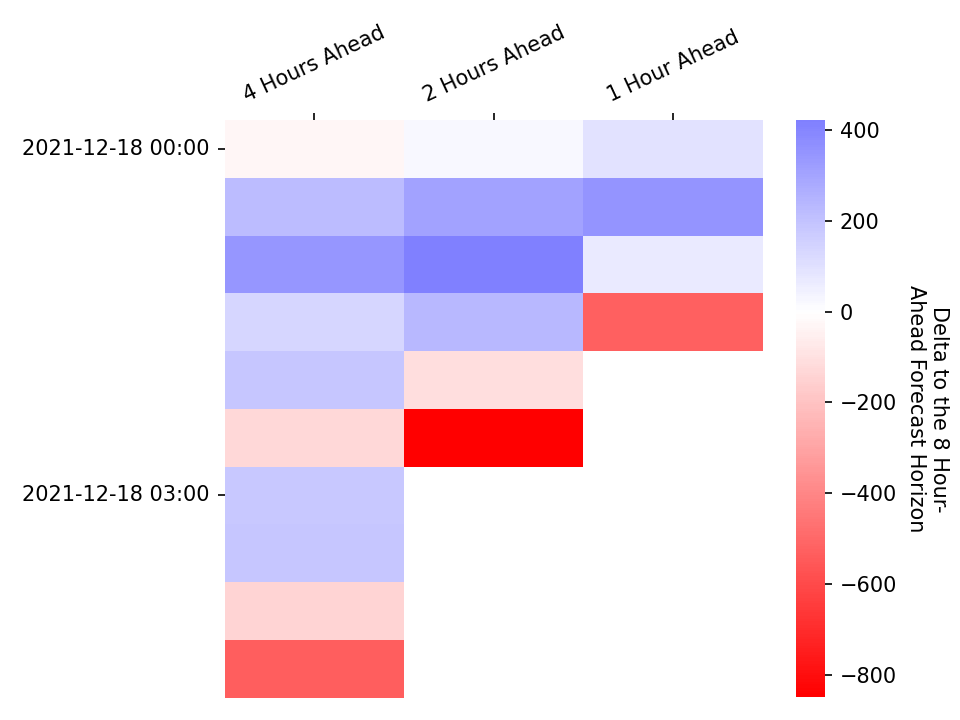 4 Hours Ahead
2 Hours Ahead
1 Hour Ahead
2021-12-18 00:00
2021-12-18 03:00
400
200
0
−200
−400
−600
−800
Delta to the 8 Hour-
Ahead Forecast Horizon